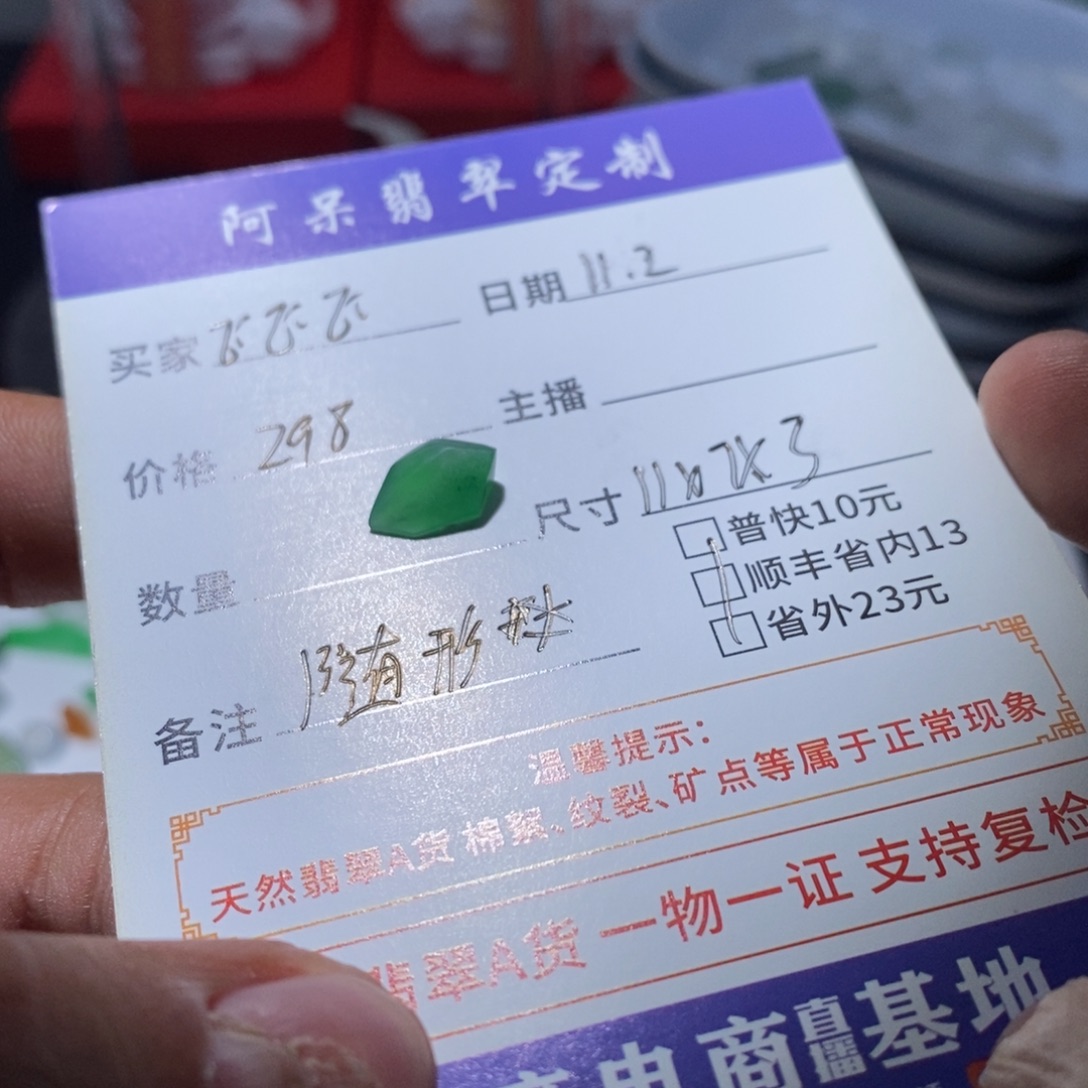 阿呆翡翠定制
买家 飞飞飞 日期 11.2
价格 298 主播
数量 尺寸 11x7x3
普快10元
顺丰省内13
省外23元
备注 随形
温馨提示：
天然翡翠A货 棉絮、纹裂、矿点等属于正常现象
翡翠A货 一物一证 支持复检
电商直播基地